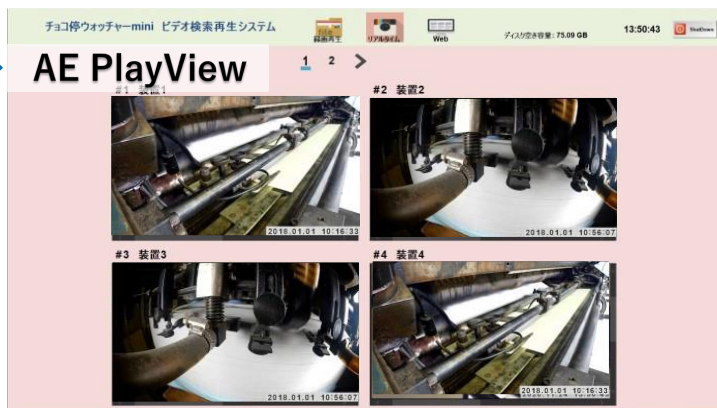 チョコ停ウォッチャーmini ビデオ検索再生システム
file
録画再生
リアルタイム
Web
ディスク空き容量: 75.09 GB
13:50:43
ShutDown
AE PlayView
1 2 >
#1 装置1
#2 装置2
2018.01.01 10:16:33
2018.01.01 10:56:07
#3 装置3
#4 装置4
2018.01.01 10:56:07
2018.01.01 10:16:33